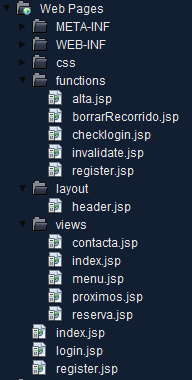 Web Pages
META-INF
WEB-INF
css
functions
alta.jsp
borrarRecorrido.jsp
checklogin.jsp
invalidate.jsp
register.jsp
layout
header.jsp
views
contacta.jsp
index.jsp
menu.jsp
proximos.jsp
reserva.jsp
index.jsp
login.jsp
register.jsp